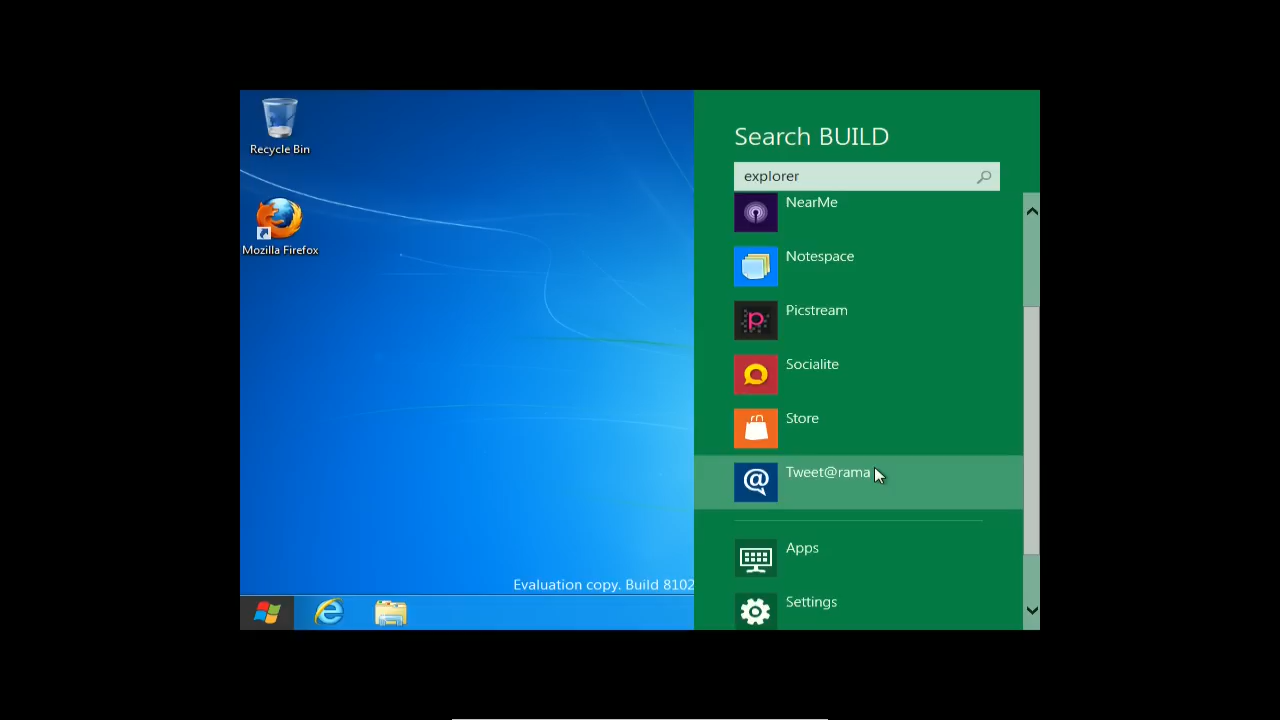 Recycle Bin
Mozilla Firefox
Evaluation copy. Build 8102
Search BUILD
explorer
NearMe
Notespace
Picstream
Socialite
Store
Tweet@rama
Apps
Settings